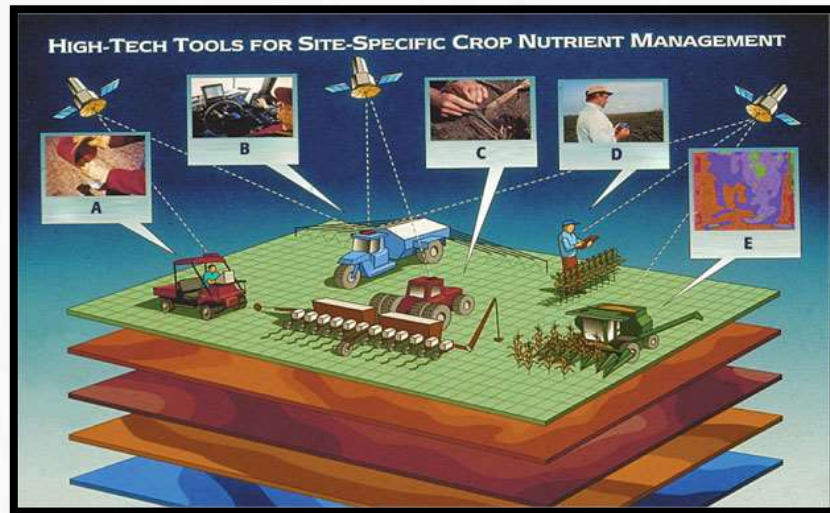 HIGH-TECH TOOLS FOR SITE-SPECIFIC CROP NUTRIENT MANAGEMENT
A
B
C
D
E